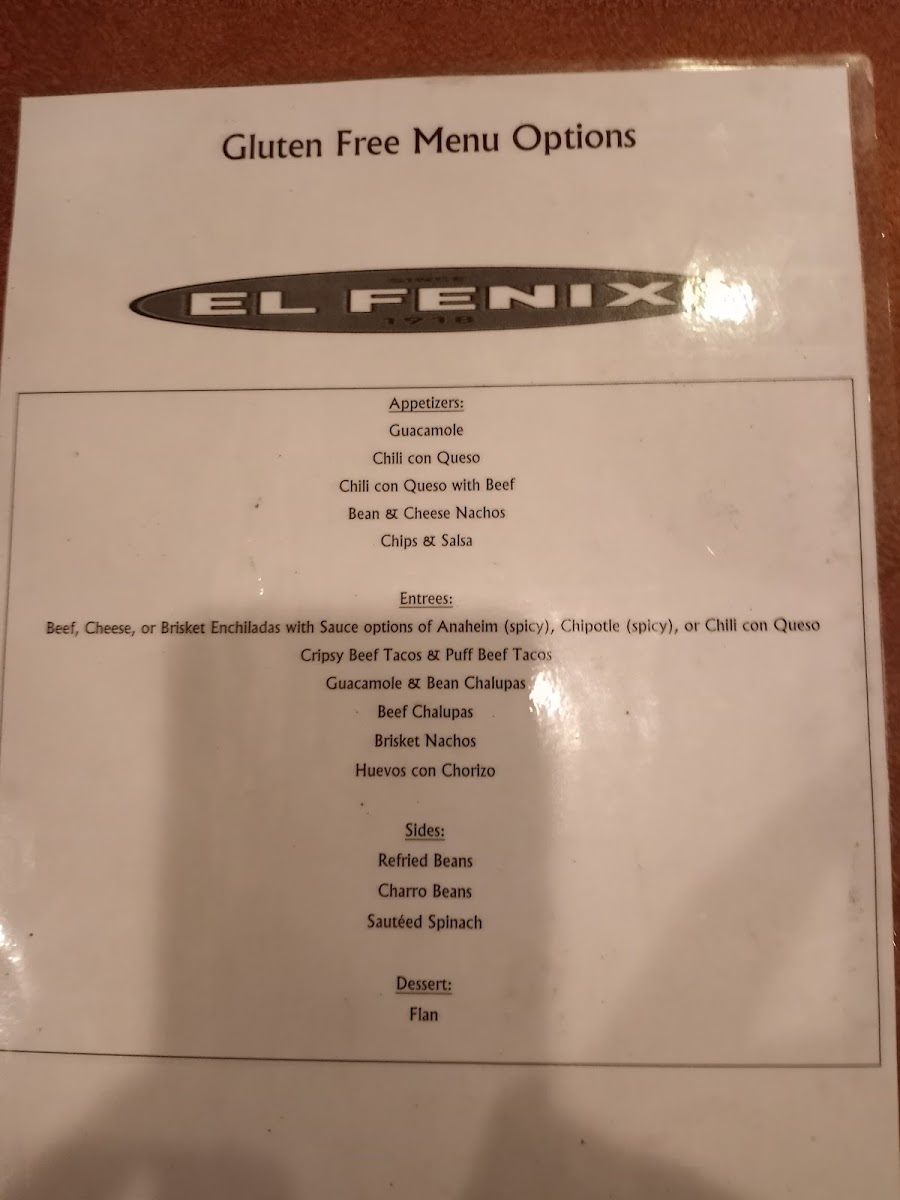 Gluten Free Menu Options
SINCE
EL FENIX
1918
Appetizers:
Guacamole
Chili con Queso
Chili con Queso with Beef
Bean & Cheese Nachos
Chips & Salsa
Entrees:
Beef, Cheese, or Brisket Enchiladas with Sauce options of Anaheim (spicy), Chipotle (spicy), or Chili con Queso
Cripsy Beef Tacos & Puff Beef Tacos
Guacamole & Bean Chalupas
Beef Chalupas
Brisket Nachos
Huevos con Chorizo
Sides:
Refried Beans
Charro Beans
Sautéed Spinach
Dessert:
Flan